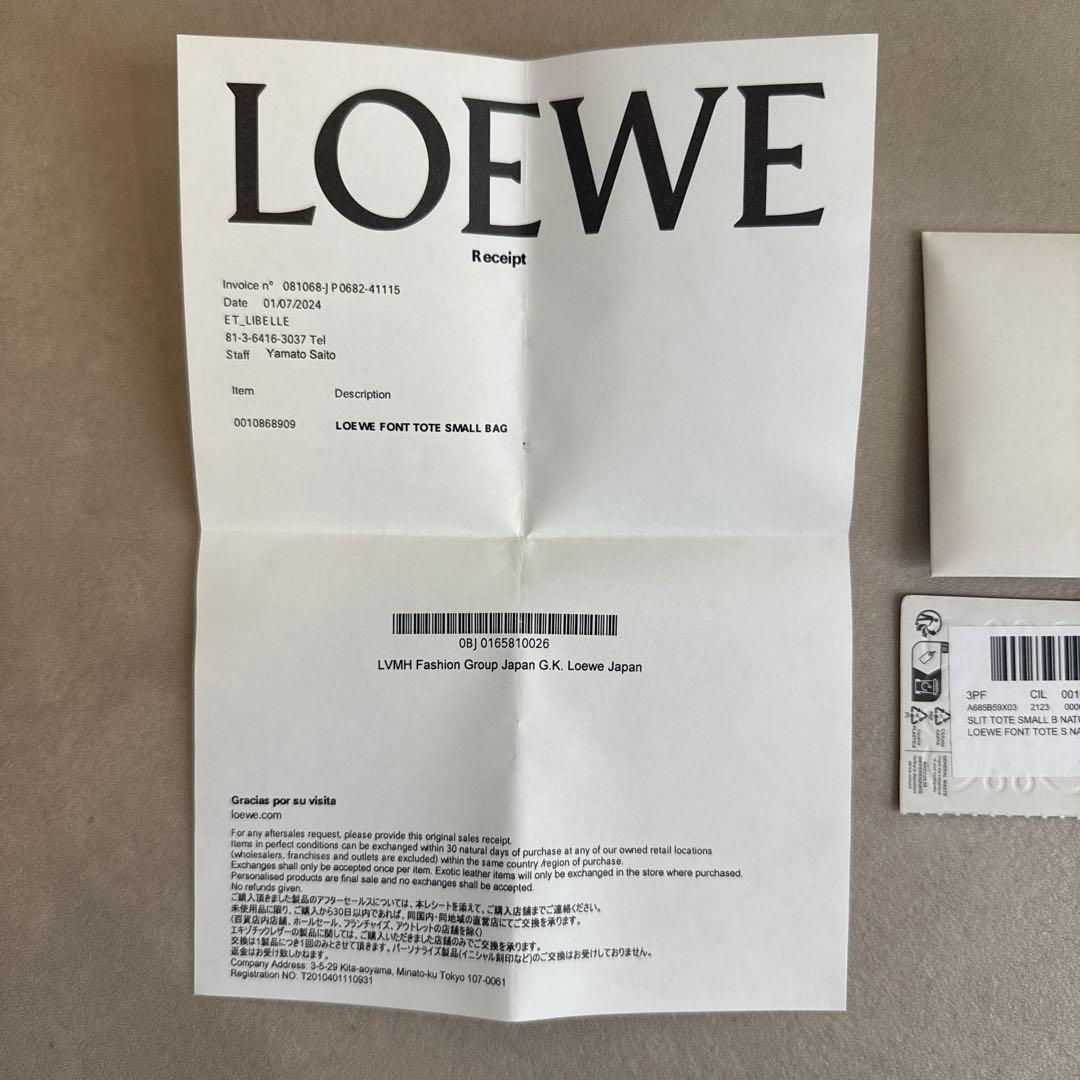 LOEWE
Receipt
Invoice nº 081068-JP0682-41115
Date 01/07/2024
ET_LIBELLE
81-3-6416-3037 Tel
Staff Yamato Saito
Item Description
0010868909 LOEWE FONT TOTE SMALL BAG
0BJ0165810026
LVMH Fashion Group Japan G.K. Loewe Japan
Gracias por su visita
loewe.com
For any aftersales request, please provide this original sales receipt.
Items in perfect conditions can be exchanged within 30 natural days of purchase at any of our owned retail locations
(wholesalers, franchises and outlets are excluded) within the same country /region of purchase.
Exchanges shall only be accepted once per item. Exotic leather items will only be exchanged in the store where purchased.
Personalised products are final sale and no exchanges shall be accepted.
No refunds given.
ご購入頂きました製品のアフターセールスについては、本レシートを添えて、ご購入店舗までご連絡ください。
未使用品に限り、ご購入から30日以内であれば、同国内・同地域の直営店にてご交換を承ります。
(百貨店内店舗、ホールセール、フランチャイズ、アウトレットの店舗を除く)
エキゾチックレザーの製品に関しては、ご購入いただきました店舗のみでご交換を承ります。
交換は1製品につき1回のみとさせて頂きます。パーソナライズ製品(イニシャル刻印など)のご交換はお受けしておりません。
返金はお受け致しかねます。
Company Address: 3-5-29 Kita-aoyama, Minato-ku Tokyo 107-0061
Registration NO: T2010401110931
3PF CIL 001
A685B59X03 2123 000
SLIT TOTE SMALL B NATU
LOEWE FONT TOTE S NA
FR
GENERAL WASTE
RACCOLTA
DIFFERENZIATA
CARTA
PLASTICA